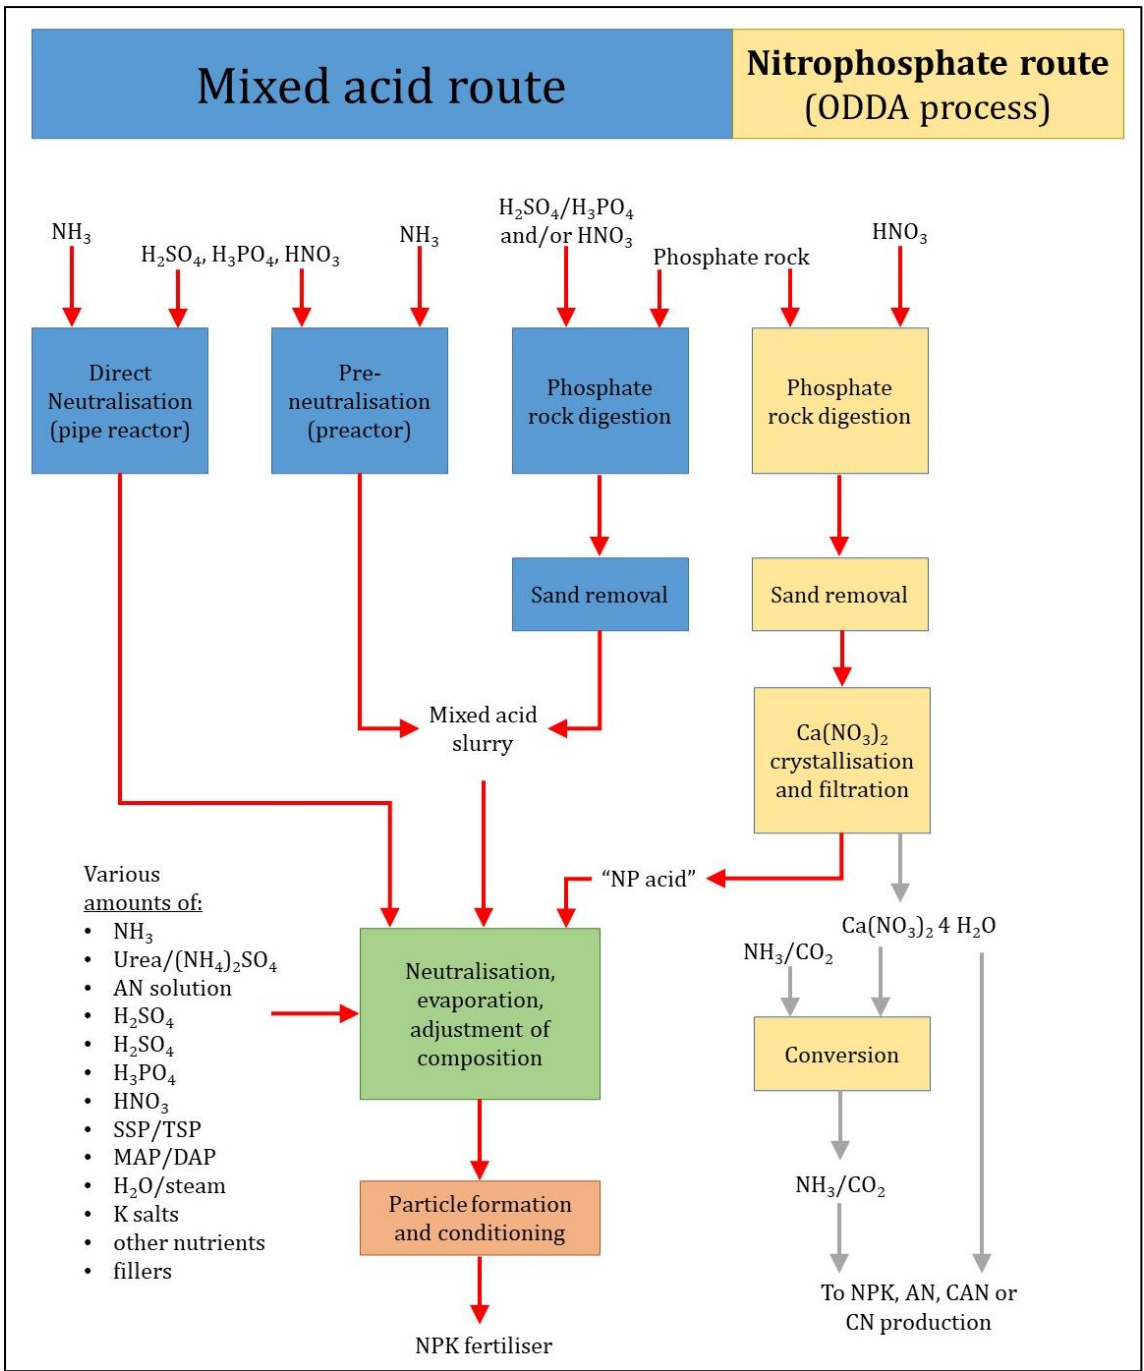 Mixed acid route
Nitrophosphate route
(ODDA process)
NH₃
H₂SO₄, H₃PO₄, HNO₃
NH₃
H₂SO₄/H₃PO₄
and/or HNO₃
Phosphate rock
HNO₃
Direct
Neutralisation
(pipe reactor)
Pre-
neutralisation
(preactor)
Phosphate
rock digestion
Phosphate
rock digestion
Sand removal
Sand removal
Mixed acid
slurry
Ca(NO₃)₂
crystallisation
and filtration
"NP acid"
Various
amounts of:
• NH₃
• Urea/(NH₄)₂SO₄
• AN solution
• H₂SO₄
• H₂SO₄
• H₃PO₄
• HNO₃
• SSP/TSP
• MAP/DAP
• H₂O/steam
• K salts
• other nutrients
• fillers
Neutralisation,
evaporation,
adjustment of
composition
Ca(NO₃)₂ 4 H₂O
NH₃/CO₂
Conversion
NH₃/CO₂
Particle formation
and conditioning
NPK fertiliser
To NPK, AN, CAN or
CN production